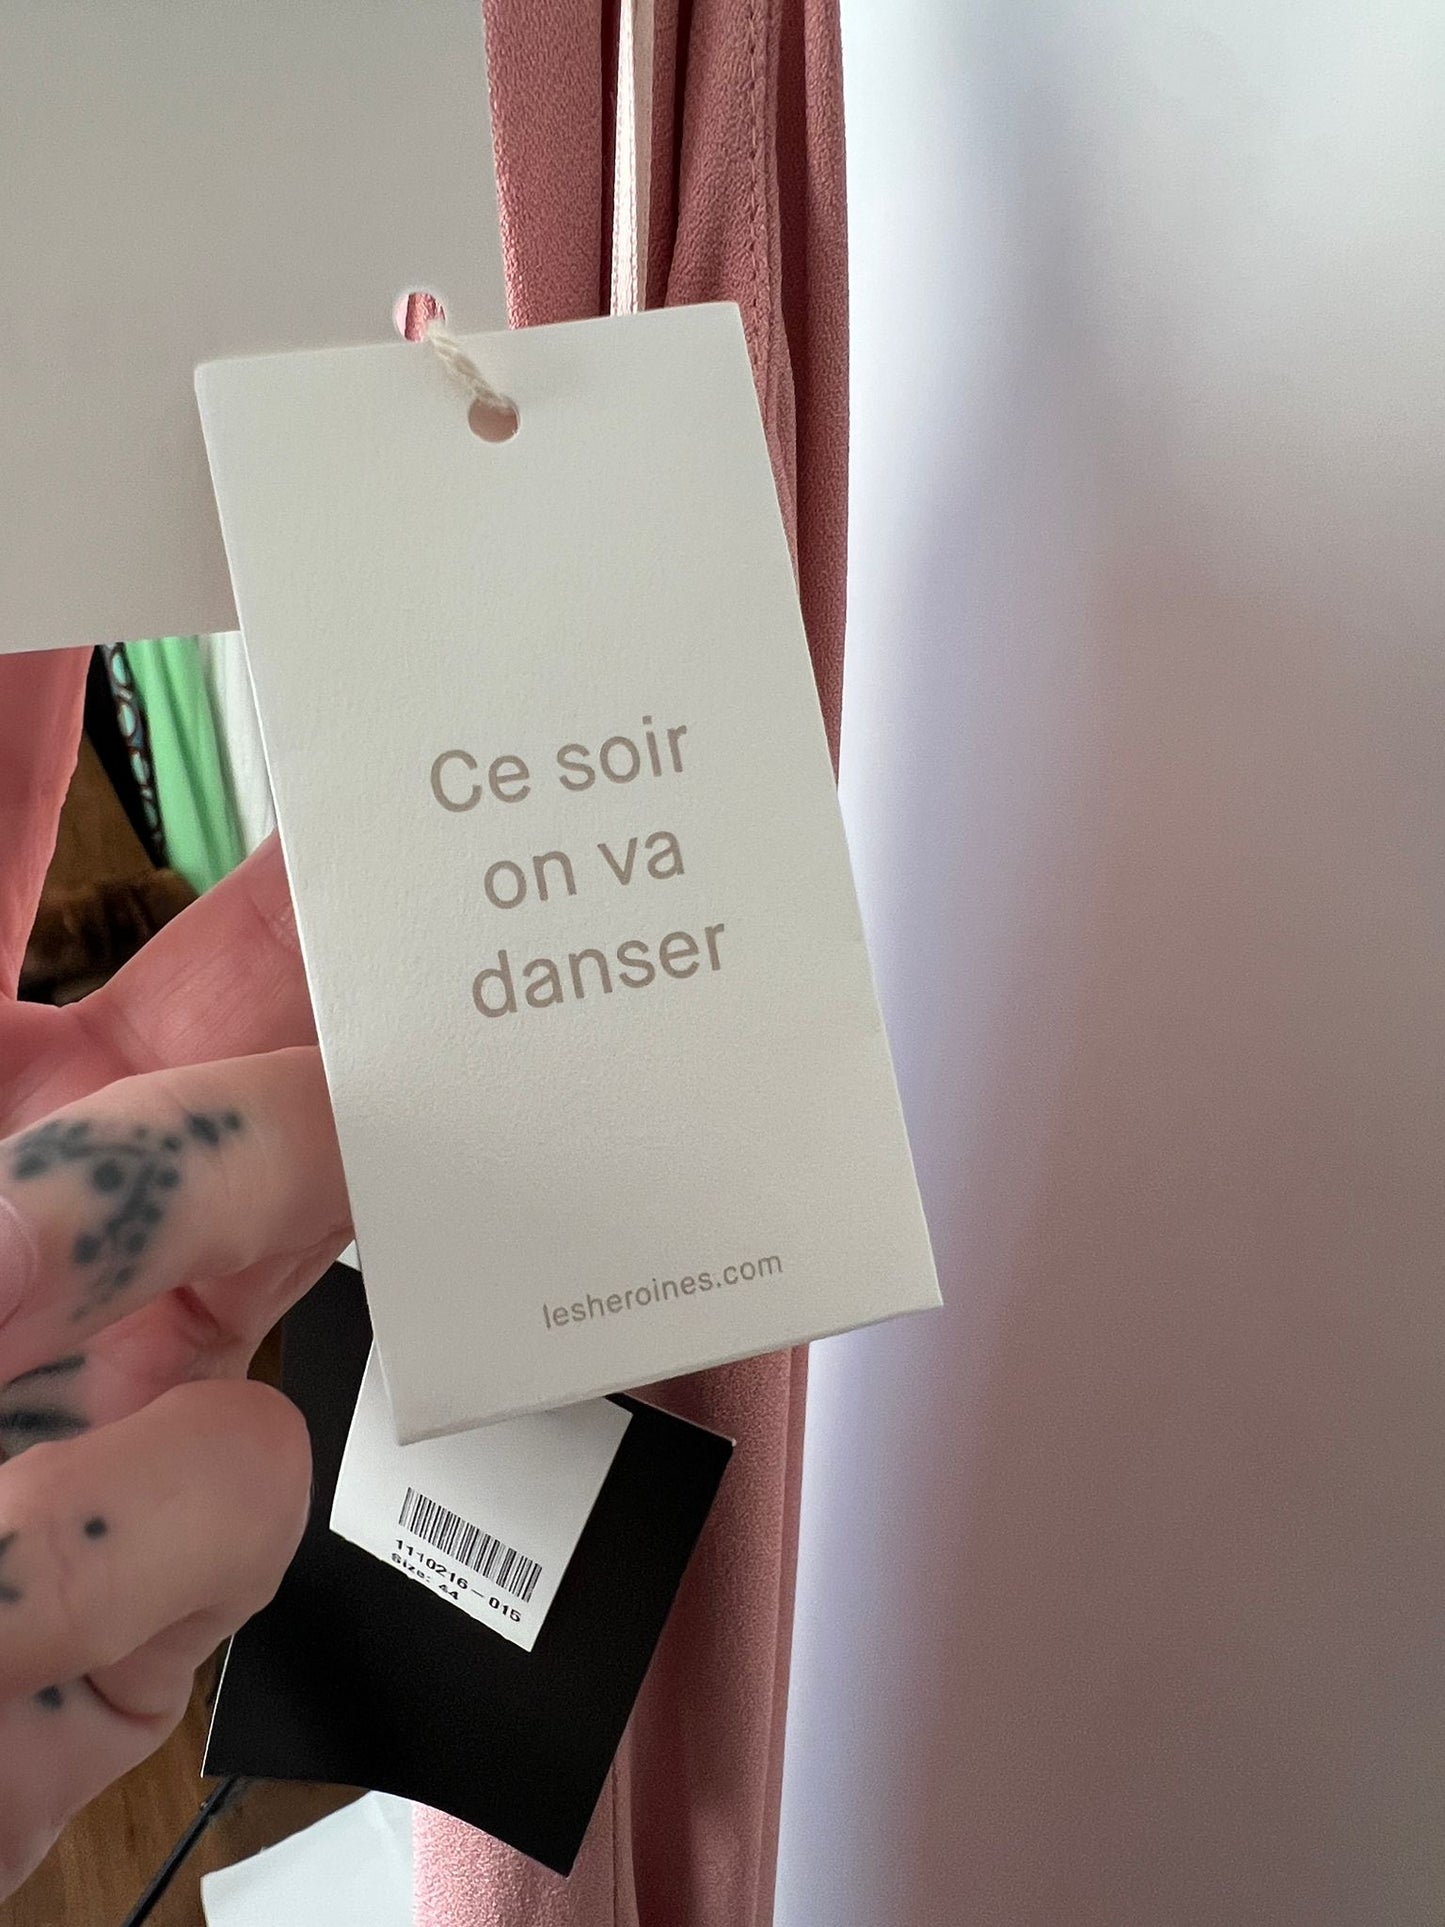 Ce soir
on va
danser
lesheroines.com
1110216-015
Size: 44